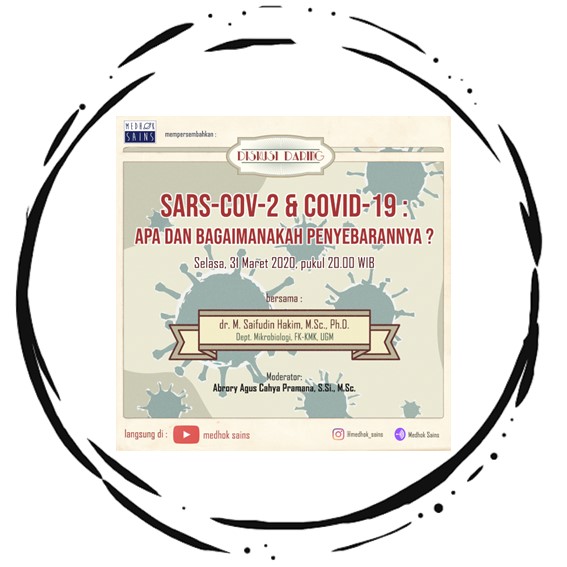 MEDHOK
SAINS
mempersembahkan :
DISKUSI DARING
SARS-COV-2 & COVID-19 :
APA DAN BAGAIMANAKAH PENYEBARANNYA ?
Selasa, 31 Maret 2020, pukul 20.00 WIB
bersama :
dr. M. Saifudin Hakim, M.Sc., Ph.D.
Dept. Mikrobiologi, FK-KMK, UGM
Moderator:
Abrory Agus Cahya Pramana, S.Si., M.Sc.
langsung di : medhok sains @medhok_sains Medhok Sains